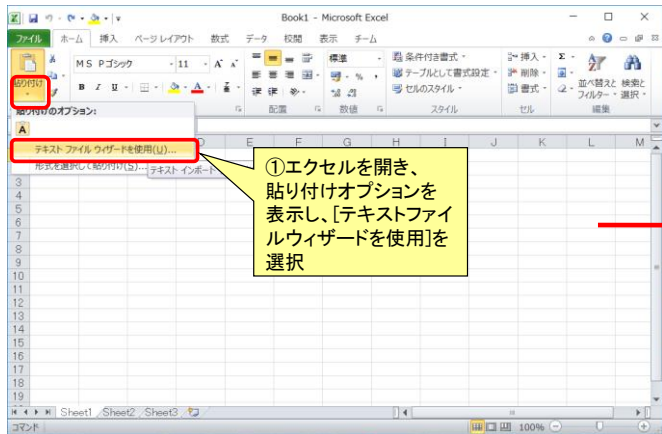 Book1 - Microsoft Excel
ファイル ホーム 挿入 ページレイアウト 数式 データ 校閲 表示 チーム
貼り付け
ＭＳ Ｐゴシック 11
B I U
配置
標準
数値
条件付き書式
テーブルとして書式設定
セルのスタイル
スタイル
挿入
削除
書式
セル
Σ
並べ替えと
フィルター
検索と
選択
編集
貼り付けのオプション:
A
テキスト ファイル ウィザードを使用(U)...
形式を選択して貼り付け(S)...
テキスト インポート
D E F G H I J K L M
①エクセルを開き、
貼り付けオプションを
表示し、[テキストファイ
ルウィザードを使用]を
選択
3
4
5
6
7
8
9
10
11
12
13
14
15
16
17
18
19
Sheet1 Sheet2 Sheet3
コマンド
100%